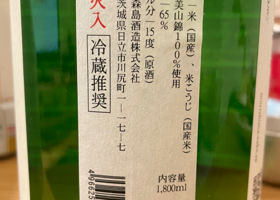 米(国産)、米こうじ(国産米)
美山錦100%使用
65%
ル分 15度(原酒)
森島酒造株式会社
茨城県日立市川尻町一ー一七ー七
火入
冷蔵推奨
内容量
1,800ml